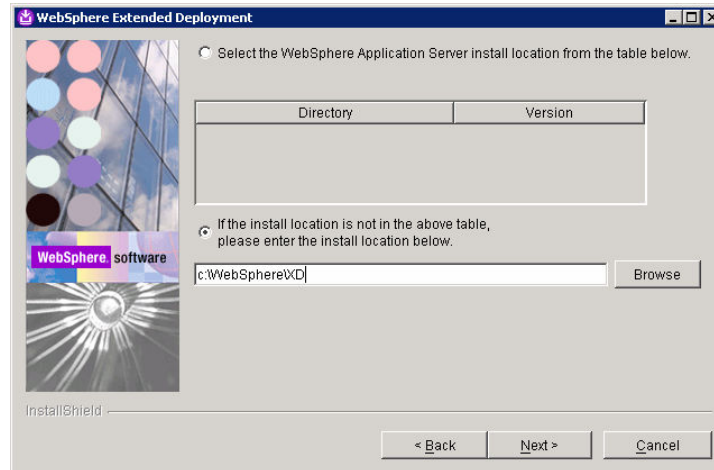 WebSphere Extended Deployment
Select the WebSphere Application Server install location from the table below.
Directory Version
If the install location is not in the above table,
please enter the install location below.
WebSphere. software
c:\WebSphere\XD
Browse
InstallShield
< Back Next > Cancel